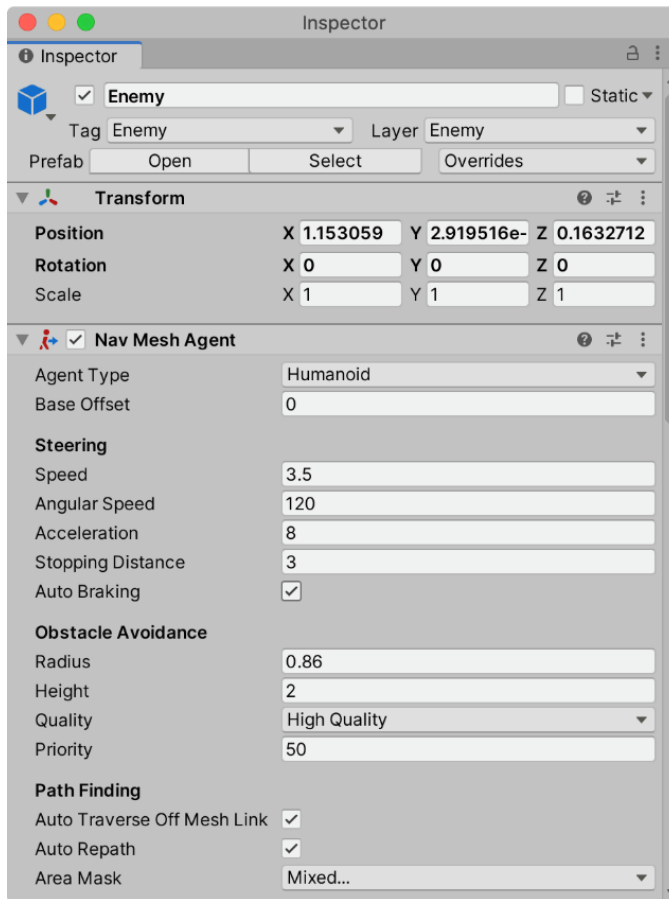 Inspector
Inspector
Enemy Static
Tag Enemy Layer Enemy
Prefab Open Select Overrides
Transform
Position X 1.153059 Y 2.919516e- Z 0.1632712
Rotation X 0 Y 0 Z 0
Scale X 1 Y 1 Z 1
Nav Mesh Agent
Agent Type Humanoid
Base Offset 0
Steering
Speed 3.5
Angular Speed 120
Acceleration 8
Stopping Distance 3
Auto Braking
Obstacle Avoidance
Radius 0.86
Height 2
Quality High Quality
Priority 50
Path Finding
Auto Traverse Off Mesh Link
Auto Repath
Area Mask Mixed...